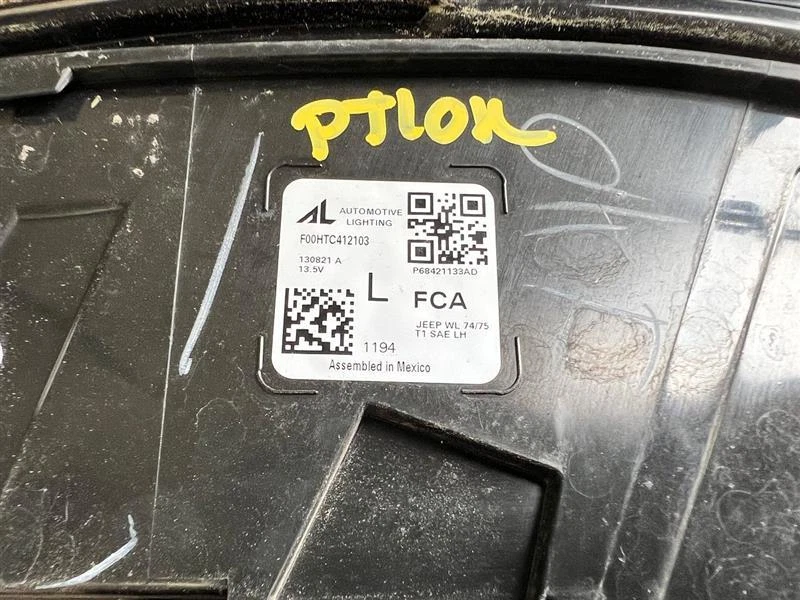 PTLOK
AL AUTOMOTIVE LIGHTING
F00HTC412103
130821 A
13.5V
P68421133AD
L FCA
JEEP WL 74/75
T1 SAE LH
1194
Assembled in Mexico